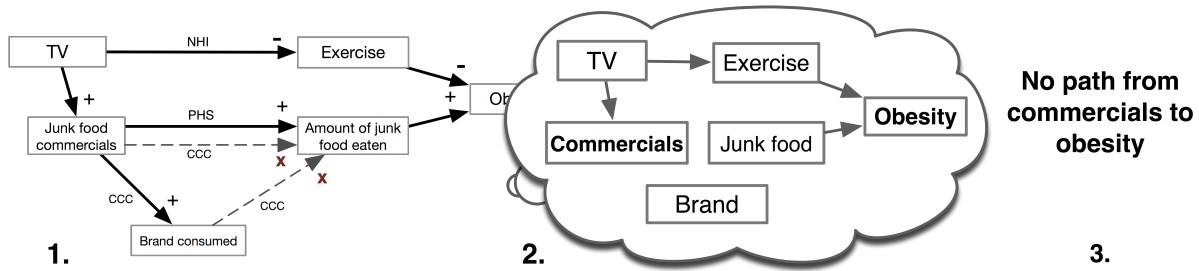 TV
NHI
-
Exercise
-
+
Junk food
commercials
PHS
+
CCC
x
Amount of junk
food eaten
+
Ob
CCC
+
CCC
x
Brand consumed
1.
TV
Exercise
Commercials
Junk food
Obesity
Brand
2.
No path from
commercials to
obesity
3.